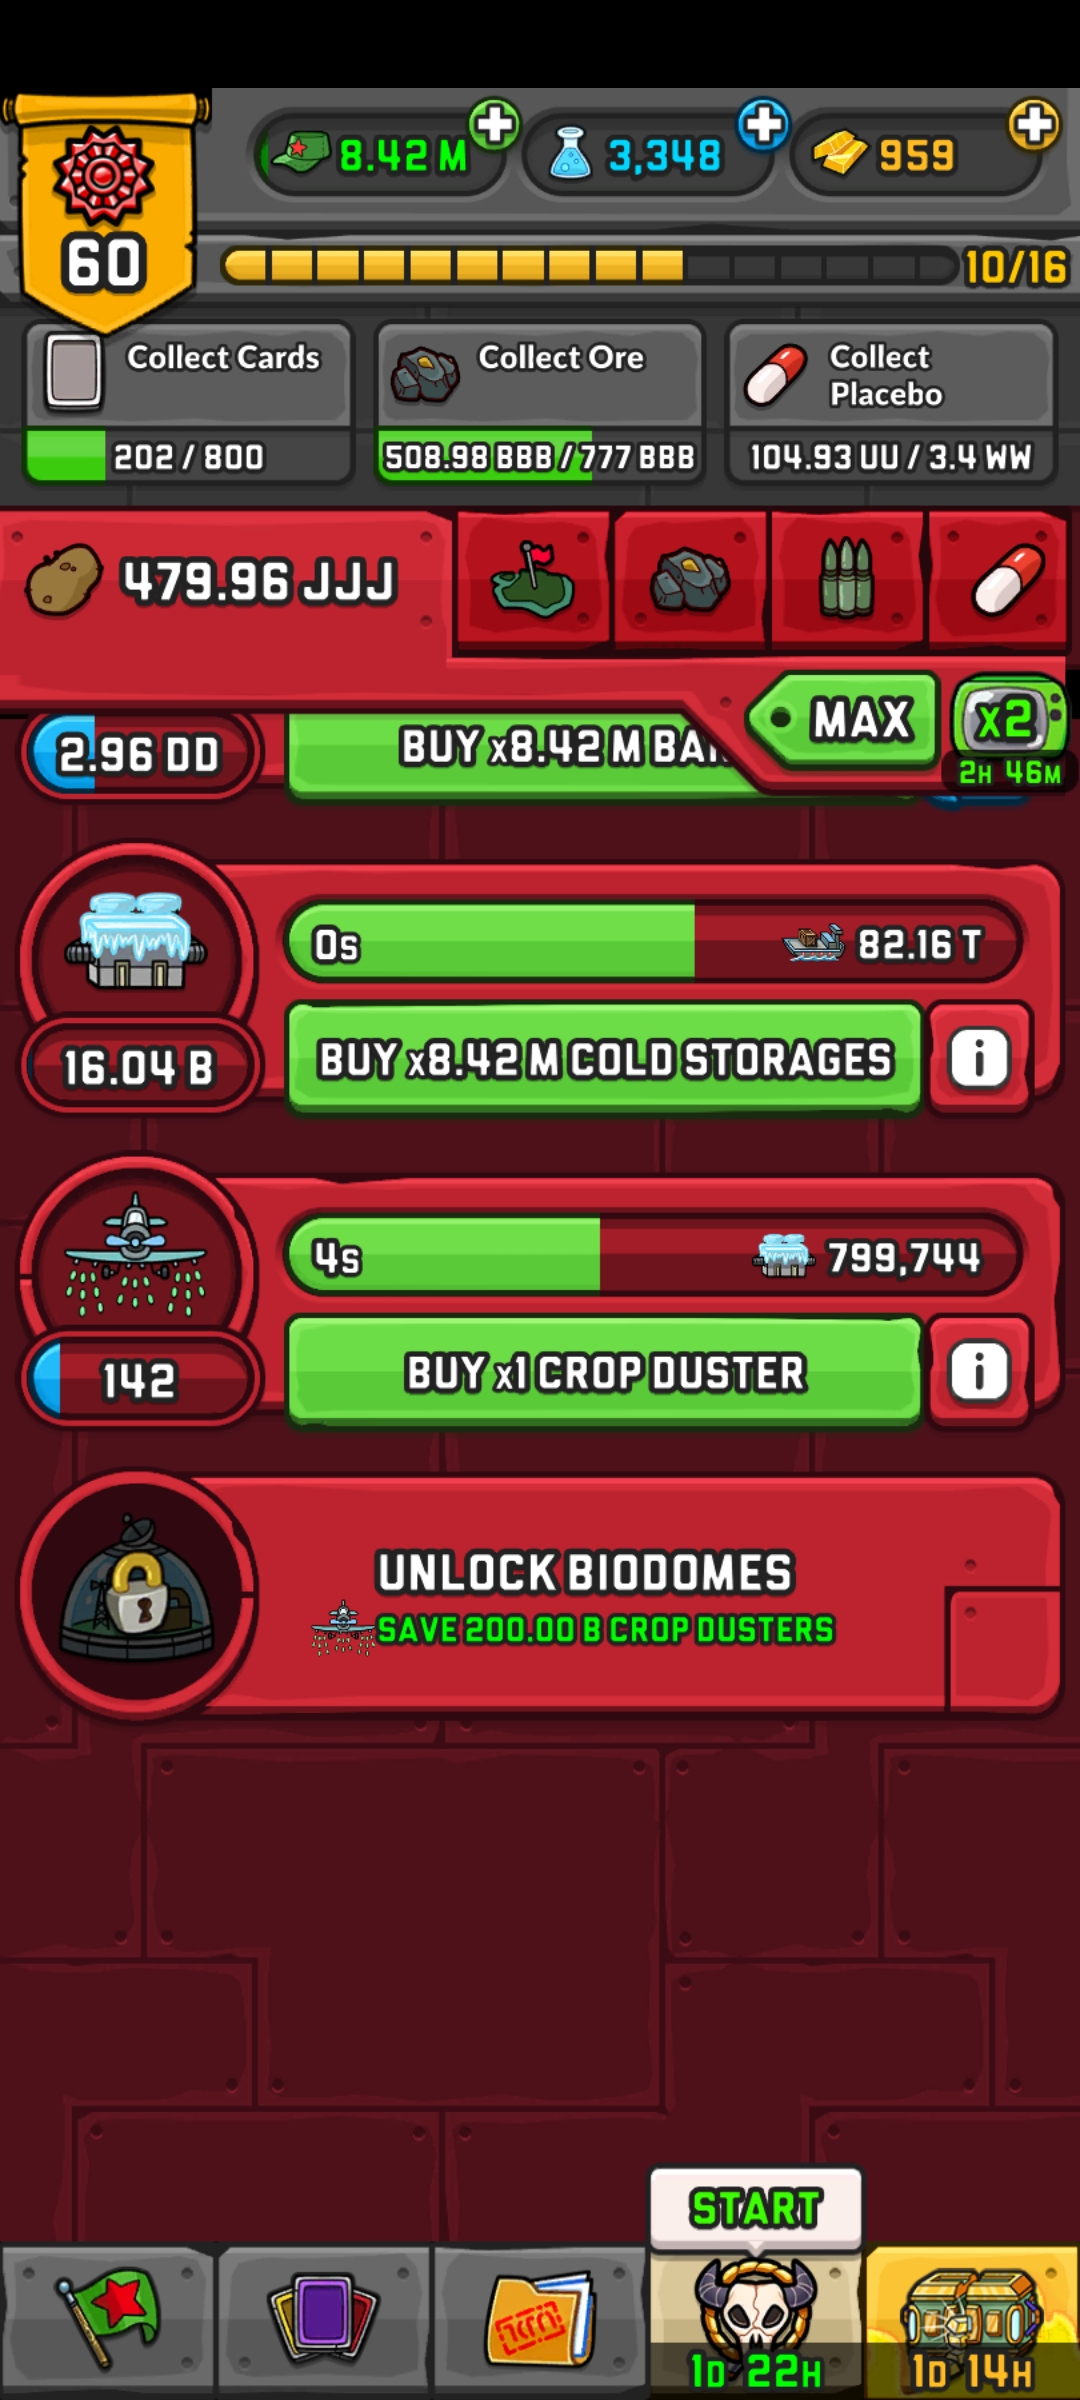 8.42 M
3,348
959
60
10/16
Collect Cards
202 / 800
Collect Ore
508.98 BBB / 777 BBB
Collect
Placebo
104.93 UU / 3.4 WW
479.96 JJJ
MAX
x2
2H 46M
2.96 DD
BUY x8.42 M
0s
82.16 T
16.04 B
BUY x8.42 M COLD STORAGES
i
4s
799,744
142
BUY x1 CROP DUSTER
i
UNLOCK BIODOMES
SAVE 200.00 B CROP DUSTERS
START
1D 22H
1D 14H